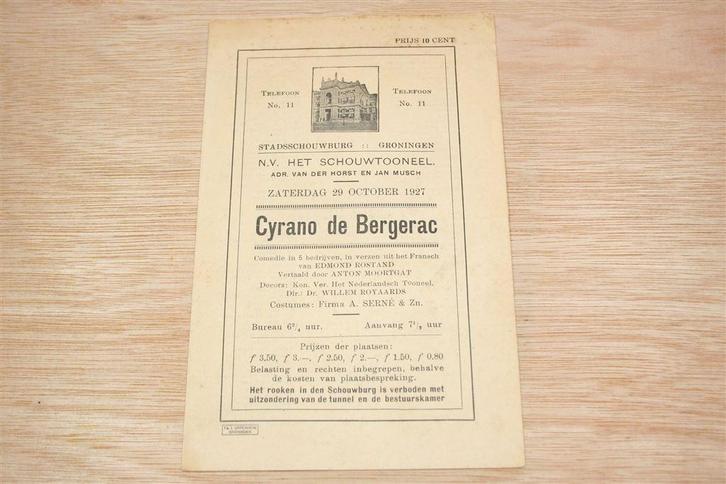 PRIJS 10 CENT
TELEFOON No. 11
TELEFOON No. 11
STADSSCHOUWBURG :: GRONINGEN
N.V. HET SCHOUWTOONEEL.
ADR. VAN DER HORST EN JAN MUSCH
ZATERDAG 29 OCTOBER 1927
Cyrano de Bergerac
Comedie in 5 bedrijven, in verzen uit het Fransch
van EDMOND ROSTAND
Vertaald door ANTON MOORTGAT
Decors: Kon. Ver. Het Nederlandsch Tooneel,
Dir.: Dr. WILLEM ROYAARDS
Costumes: Firma A. SERNÉ & Zn.
Bureau 6¾ uur. Aanvang 7½ uur
Prijzen der plaatsen:
f 3.50, f 3.—, f 2.50, f 2.—, f 1.50, f 0.80
Belasting en rechten inbegrepen, behalve
de kosten van plaatsbespreking.
Het rooken in den Schouwburg is verboden met
uitzondering van de tunnel en de bestuurskamer